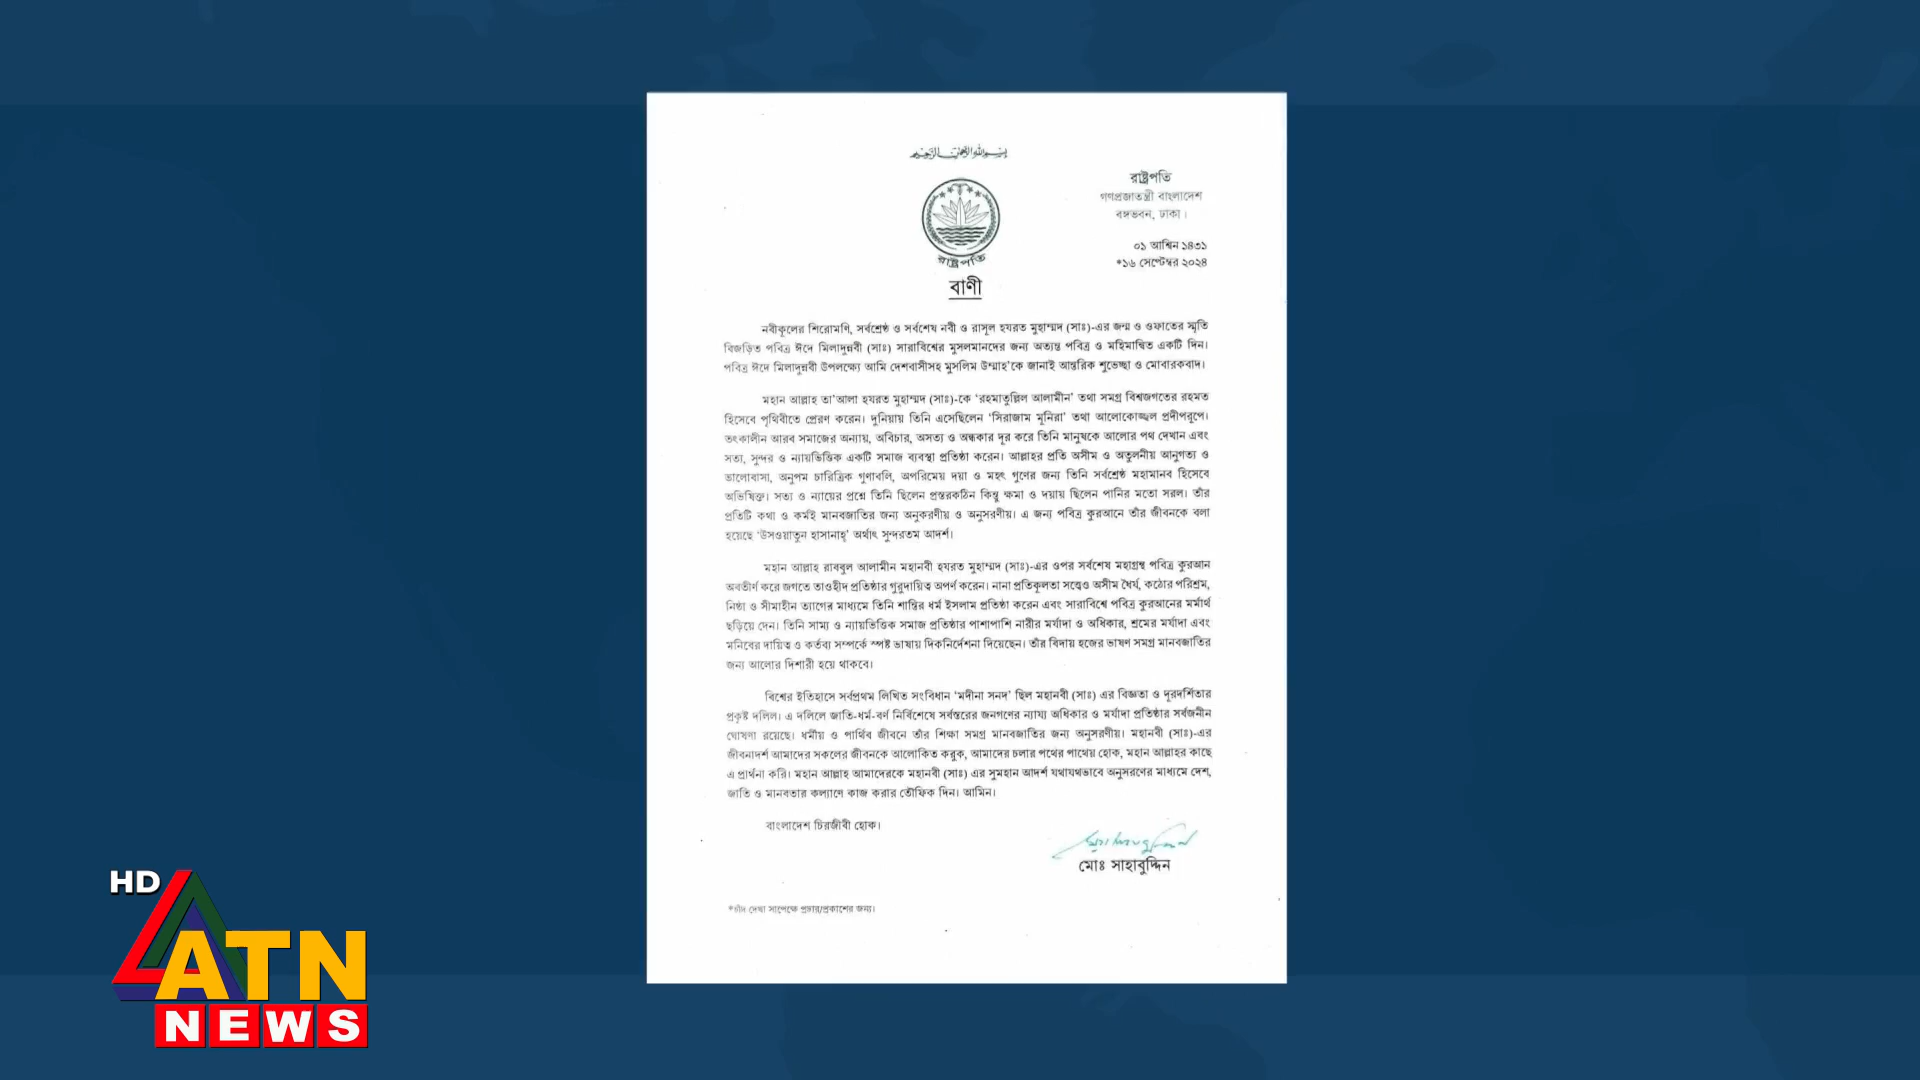 بسم الله الرحمن الرحيم
রাষ্ট্রপতি
গণপ্রজাতন্ত্রী বাংলাদেশ
বঙ্গভবন, ঢাকা।
০১ আশ্বিন ১৪৩১
*১৬ সেপ্টেম্বর ২০২৪
রাষ্ট্রপতি
বাণী
নবীকূলের শিরোমণি, সর্বশ্রেষ্ঠ ও সর্বশেষ নবী ও রাসূল হযরত মুহাম্মদ (সাঃ)-এর জন্ম ও ওফাতের স্মৃতি
বিজড়িত পবিত্র ঈদে মিলাদুন্নবী (সাঃ) সারাবিশ্বের মুসলমানদের জন্য অত্যন্ত পবিত্র ও মহিমান্বিত একটি দিন।
পবিত্র ঈদে মিলাদুন্নবী উপলক্ষ্যে আমি দেশবাসীসহ মুসলিম উম্মাহ'কে জানাই আন্তরিক শুভেচ্ছা ও মোবারকবাদ।
মহান আল্লাহ তা'আলা হযরত মুহাম্মদ (সাঃ)-কে 'রহমাতুল্লিল আলামীন' তথা সমগ্র বিশ্বজগতের রহমত
হিসেবে পৃথিবীতে প্রেরণ করেন। দুনিয়ায় তিনি এসেছিলেন 'সিরাজাম মুনিরা' তথা আলোকোজ্জ্বল প্রদীপরূপে।
তৎকালীন আরব সমাজের অন্যায়, অবিচার, অসত্য ও অন্ধকার দূর করে তিনি মানুষকে আলোর পথ দেখান এবং
সত্য, সুন্দর ও ন্যায়ভিত্তিক একটি সমাজ ব্যবস্থা প্রতিষ্ঠা করেন। আল্লাহর প্রতি অসীম ও অতুলনীয় আনুগত্য ও
ভালোবাসা, অনুপম চারিত্রিক গুণাবলি, অপরিমেয় দয়া ও মহৎ গুণের জন্য তিনি সর্বশ্রেষ্ঠ মহামানব হিসেবে
অভিষিক্ত। সত্য ও ন্যায়ের প্রশ্নে তিনি ছিলেন প্রস্তরকঠিন কিন্তু ক্ষমা ও দয়ায় ছিলেন পানির মতো সরল। তাঁর
প্রতিটি কথা ও কর্মই মানবজাতির জন্য অনুকরণীয় ও অনুসরণীয়। এ জন্য পবিত্র কুরআনে তাঁর জীবনকে বলা
হয়েছে 'উসওয়াতুন হাসানাহ্' অর্থাৎ সুন্দরতম আদর্শ।
মহান আল্লাহ রাব্বুল আলামীন মহানবী হযরত মুহাম্মদ (সাঃ)-এর ওপর সর্বশেষ মহাগ্রন্থ পবিত্র কুরআন
অবতীর্ণ করে জগতে তাওহীদ প্রতিষ্ঠার গুরুদায়িত্ব অর্পণ করেন। নানা প্রতিকূলতা সত্ত্বেও অসীম ধৈর্য, কঠোর পরিশ্রম,
নিষ্ঠা ও সীমাহীন ত্যাগের মাধ্যমে তিনি শান্তির ধর্ম ইসলাম প্রতিষ্ঠা করেন এবং সারাবিশ্বে পবিত্র কুরআনের মর্মার্থ
ছড়িয়ে দেন। তিনি সাম্য ও ন্যায়ভিত্তিক সমাজ প্রতিষ্ঠার পাশাপাশি নারীর মর্যাদা ও অধিকার, শ্রমের মর্যাদা এবং
মনিবের দায়িত্ব ও কর্তব্য সম্পর্কে স্পষ্ট ভাষায় দিকনির্দেশনা দিয়েছেন। তাঁর বিদায় হজের ভাষণ সমগ্র মানবজাতির
জন্য আলোর দিশারী হয়ে থাকবে।
বিশ্বের ইতিহাসে সর্বপ্রথম লিখিত সংবিধান 'মদীনা সনদ' ছিল মহানবী (সাঃ) এর বিজ্ঞতা ও দূরদর্শিতার
প্রকৃষ্ট দলিল। এ দলিলে জাতি-ধর্ম-বর্ণ নির্বিশেষে সর্বস্তরের জনগণের ন্যায্য অধিকার ও মর্যাদা প্রতিষ্ঠার সর্বজনীন
ঘোষণা রয়েছে। ধর্মীয় ও পার্থিব জীবনে তাঁর শিক্ষা সমগ্র মানবজাতির জন্য অনুসরণীয়। মহানবী (সাঃ)-এর
জীবনাদর্শ আমাদের সকলের জীবনকে আলোকিত করুক, আমাদের চলার পথের পাথেয় হোক, মহান আল্লাহর কাছে
এ প্রার্থনা করি। মহান আল্লাহ আমাদেরকে মহানবী (সাঃ) এর সুমহান আদর্শ যথাযথভাবে অনুসরণের মাধ্যমে দেশ,
জাতি ও মানবতার কল্যাণে কাজ করার তৌফিক দিন। আমিন।
বাংলাদেশ চিরজীবী হোক।
মোঃ সাহাবুদ্দিন
*চাঁদ দেখা সাপেক্ষে প্রচার/প্রকাশের জন্য।
HD
ATN
NEWS